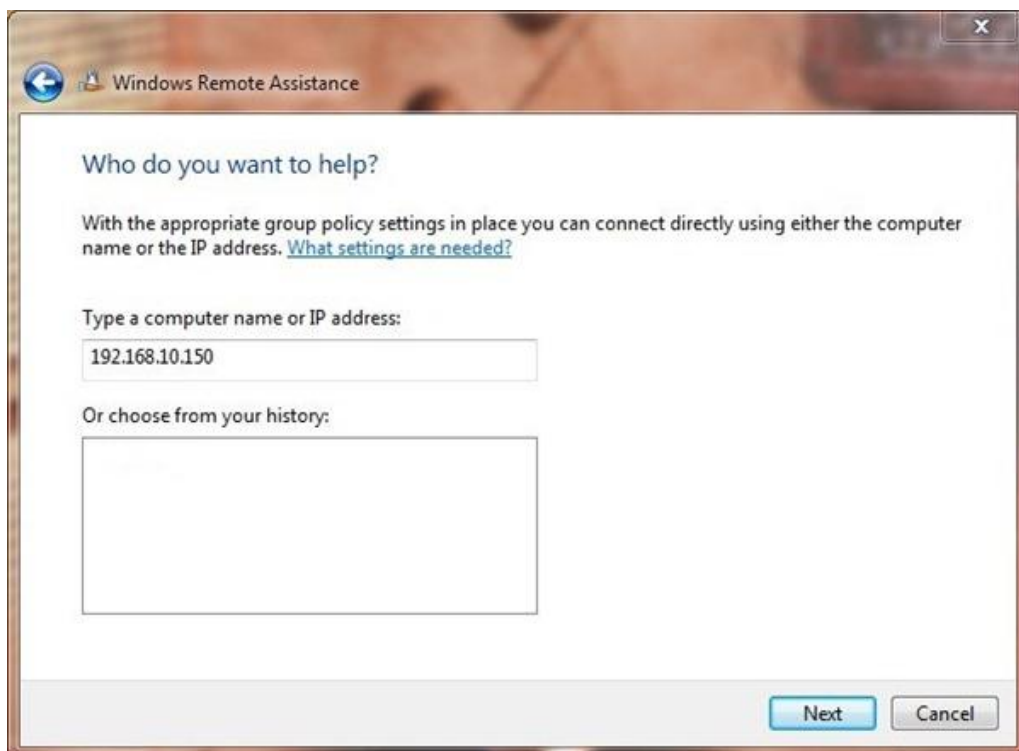 Windows Remote Assistance
Who do you want to help?
With the appropriate group policy settings in place you can connect directly using either the computer
name or the IP address. What settings are needed?
Type a computer name or IP address:
192.168.10.150
Or choose from your history:
Next
Cancel